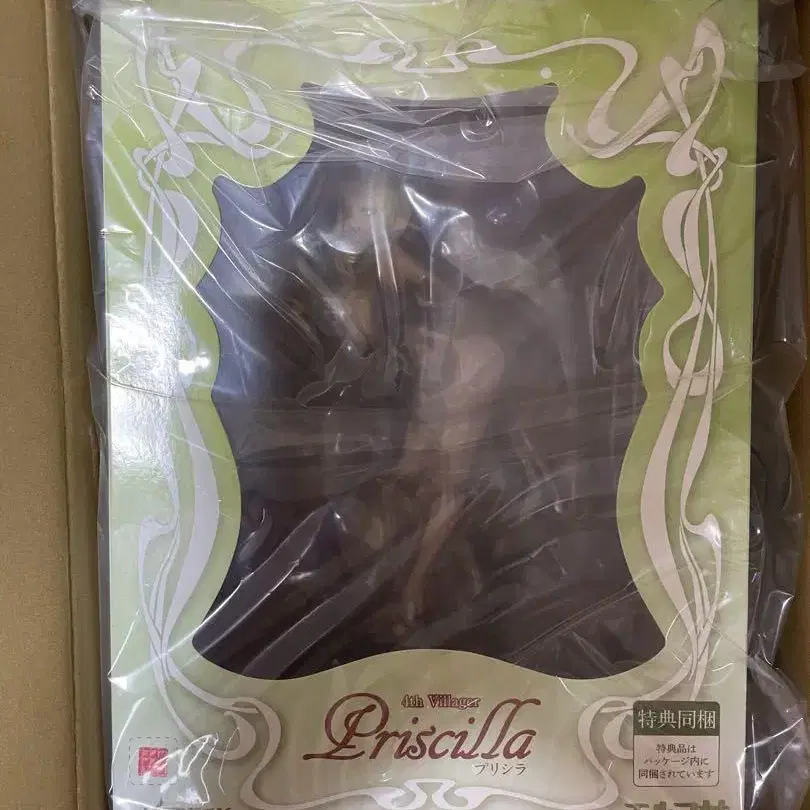 4th Villager
Priscilla
プリシラ
特典同梱
特典品は
パッケージ内に
同梱されています